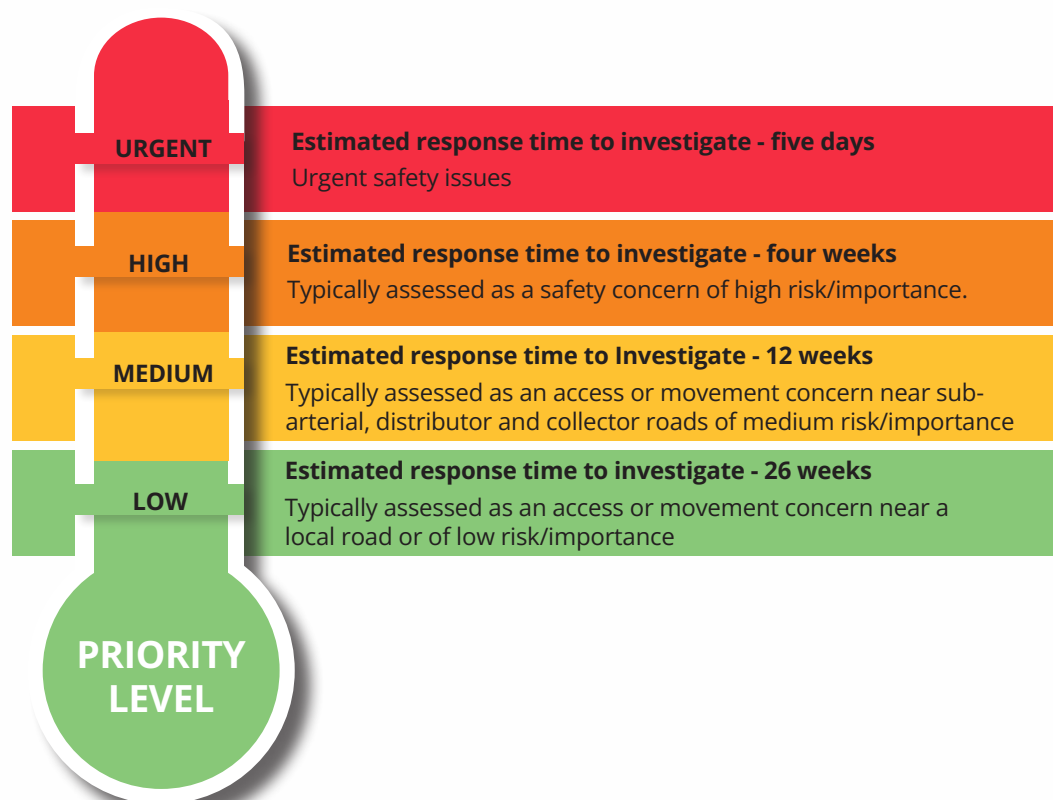 URGENT
Estimated response time to investigate - five days
Urgent safety issues
HIGH
Estimated response time to investigate - four weeks
Typically assessed as a safety concern of high risk/importance.
MEDIUM
Estimated response time to Investigate - 12 weeks
Typically assessed as an access or movement concern near sub-
arterial, distributor and collector roads of medium risk/importance
LOW
Estimated response time to investigate - 26 weeks
Typically assessed as an access or movement concern near a
local road or of low risk/importance
PRIORITY
LEVEL